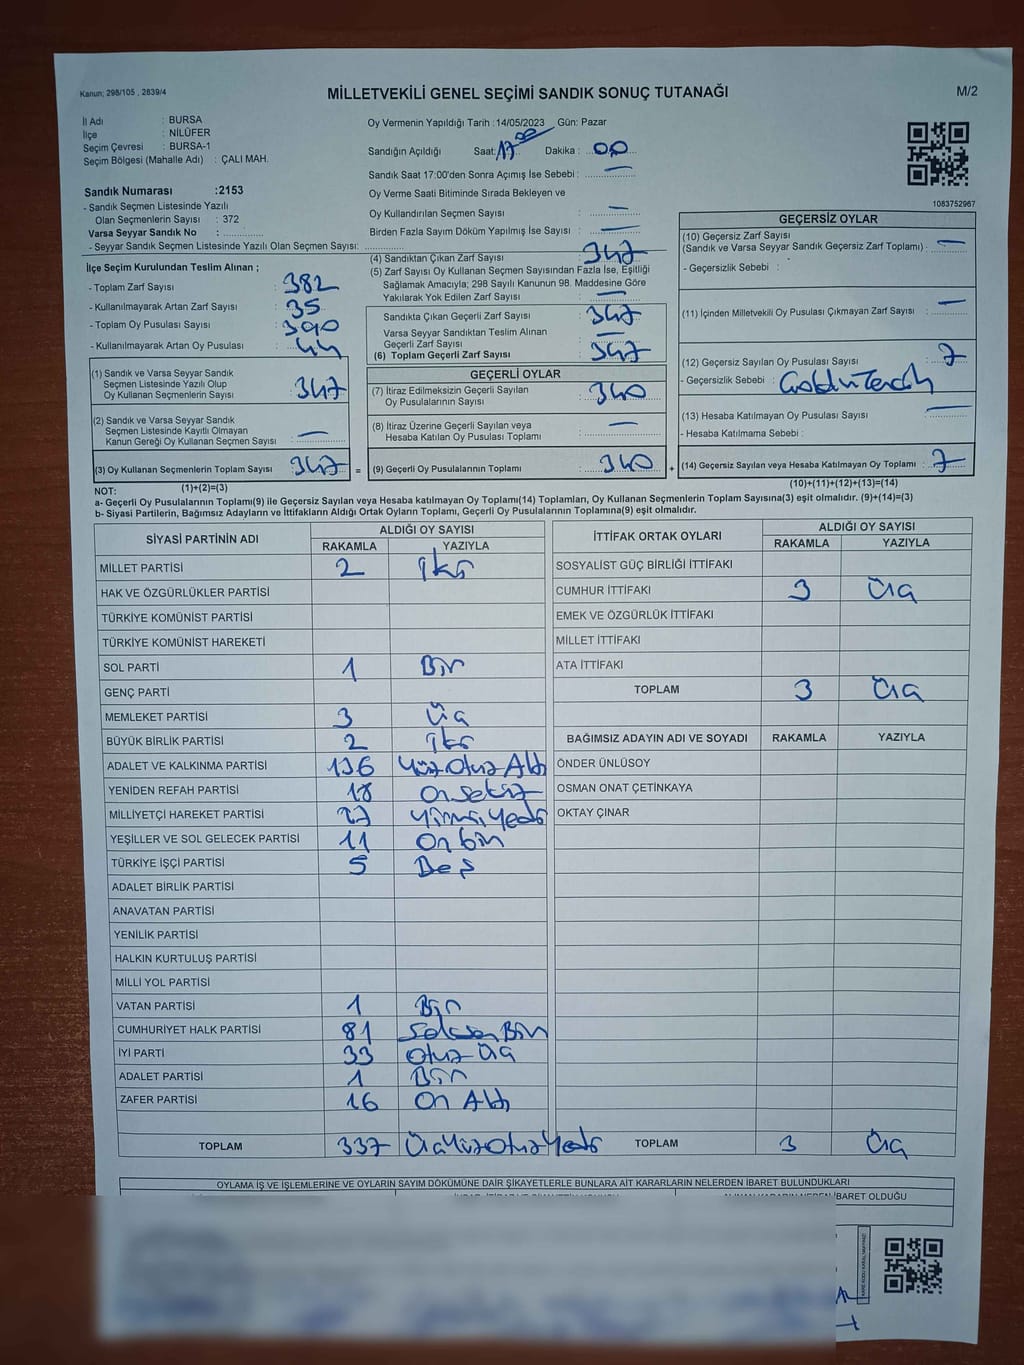 Kanun; 298/105 , 2839/4
MİLLETVEKİLİ GENEL SEÇİMİ SANDIK SONUÇ TUTANAĞI
M/2
İl Adı : BURSA
İlçe : NİLÜFER
Seçim Çevresi : BURSA-1
Seçim Bölgesi (Mahalle Adı) : ÇALI MAH.
Sandık Numarası :2153
- Sandık Seçmen Listesinde Yazılı
Olan Seçmenlerin Sayısı : 372
Varsa Seyyar Sandık No :
- Seyyar Sandık Seçmen Listesinde Yazılı Olan Seçmen Sayısı:
Oy Vermenin Yapıldığı Tarih :14/05/2023 Gün: Pazar
Sandığın Açıldığı Saat: 17 00 Dakika : 00
Sandık Saat 17:00'den Sonra Açımış İse Sebebi : —
Oy Verme Saati Bitiminde Sırada Bekleyen ve
Oy Kullandırılan Seçmen Sayısı : —
Birden Fazla Sayım Döküm Yapılmış İse Sayısı : —
1083752967
İlçe Seçim Kurulundan Teslim Alınan ;
- Toplam Zarf Sayısı : 382
- Kullanılmayarak Artan Zarf Sayısı : 35
- Toplam Oy Pusulası Sayısı : 390
- Kullanılmayarak Artan Oy Pusulası : 44
(1) Sandık ve Varsa Seyyar Sandık
Seçmen Listesinde Yazılı Olup
Oy Kullanan Seçmenlerin Sayısı : 347
(2) Sandık ve Varsa Seyyar Sandık
Seçmen Listesinde Kayıtlı Olmayan
Kanun Gereği Oy Kullanan Seçmen Sayısı : —
(3) Oy Kullanan Seçmenlerin Toplam Sayısı : 347
(1)+(2)=(3)
(4) Sandıktan Çıkan Zarf Sayısı : 347
(5) Zarf Sayısı Oy Kullanan Seçmen Sayısından Fazla İse, Eşitliği
Sağlamak Amacıyla; 298 Sayılı Kanunun 98. Maddesine Göre
Yakılarak Yok Edilen Zarf Sayısı : —
Sandıkta Çıkan Geçerli Zarf Sayısı : 347
Varsa Seyyar Sandıktan Teslim Alınan
Geçerli Zarf Sayısı : —
(6) Toplam Geçerli Zarf Sayısı : 347
GEÇERLİ OYLAR
(7) İtiraz Edilmeksizin Geçerli Sayılan
Oy Pusulalarının Sayısı : 340
(8) İtiraz Üzerine Geçerli Sayılan veya
Hesaba Katılan Oy Pusulası Toplamı : —
= (9) Geçerli Oy Pusulalarının Toplamı : 340
GEÇERSİZ OYLAR
(10) Geçersiz Zarf Sayısı
(Sandık ve Varsa Seyyar Sandık Geçersiz Zarf Toplamı) : —
- Geçersizlik Sebebi :
(11) İçinden Milletvekili Oy Pusulası Çıkmayan Zarf Sayısı : —
(12) Geçersiz Sayılan Oy Pusulası Sayısı : 7
- Geçersizlik Sebebi :
(13) Hesaba Katılmayan Oy Pusulası Sayısı : —
- Hesaba Katılmama Sebebi :
+ (14) Geçersiz Sayılan veya Hesaba Katılmayan Oy Toplamı : 7
(10)+(11)+(12)+(13)=(14)
NOT:
a- Geçerli Oy Pusulalarının Toplamı(9) ile Geçersiz Sayılan veya Hesaba katılmayan Oy Toplamı(14) Toplamları, Oy Kullanan Seçmenlerin Toplam Sayısına(3) eşit olmalıdır. (9)+(14)=(3)
b- Siyasi Partilerin, Bağımsız Adayların ve İttifakların Aldığı Ortak Oyların Toplamı, Geçerli Oy Pusulalarının Toplamına(9) eşit olmalıdır.
SİYASİ PARTİNİN ADI ALDIĞI OY SAYISI
RAKAMLA YAZIYLA
MİLLET PARTİSİ 2 iki
HAK VE ÖZGÜRLÜKLER PARTİSİ
TÜRKİYE KOMÜNİST PARTİSİ
TÜRKİYE KOMÜNİST HAREKETİ
SOL PARTİ 1 Bir
GENÇ PARTİ
MEMLEKET PARTİSİ 3 Üç
BÜYÜK BİRLİK PARTİSİ 2 iki
ADALET VE KALKINMA PARTİSİ 136 Yüz Otuz Altı
YENİDEN REFAH PARTİSİ 18 On Sekiz
MİLLİYETÇİ HAREKET PARTİSİ 27 Yirmi Yedi
YEŞİLLER VE SOL GELECEK PARTİSİ 11 On bir
TÜRKİYE İŞÇİ PARTİSİ 5 Beş
ADALET BİRLİK PARTİSİ
ANAVATAN PARTİSİ
YENİLİK PARTİSİ
HALKIN KURTULUŞ PARTİSİ
MİLLİ YOL PARTİSİ
VATAN PARTİSİ 1 Bir
CUMHURİYET HALK PARTİSİ 81 Seksen Bir
İYİ PARTİ 33 Otuz Üç
ADALET PARTİSİ 1 Bir
ZAFER PARTİSİ 16 On Altı
TOPLAM 337 Üç Yüz Otuz Yedi
İTTİFAK ORTAK OYLARI ALDIĞI OY SAYISI
RAKAMLA YAZIYLA
SOSYALİST GÜÇ BİRLİĞİ İTTİFAKI
CUMHUR İTTİFAKI 3 Üç
EMEK VE ÖZGÜRLÜK İTTİFAKI
MİLLET İTTİFAKI
ATA İTTİFAKI
TOPLAM 3 Üç
BAĞIMSIZ ADAYIN ADI VE SOYADI RAKAMLA YAZIYLA
ÖNDER ÜNLÜSOY
OSMAN ONAT ÇETİNKAYA
OKTAY ÇINAR
TOPLAM 3 Üç
OYLAMA İŞ VE İŞLEMLERINE VE OYLARIN SAYIM DÖKÜMÜNE DAİR ŞİKAYETLERLE BUNLARA AİT KARARLARIN NELERDEN İBARET BULUNDUKLARI
İBARET OLDUĞU